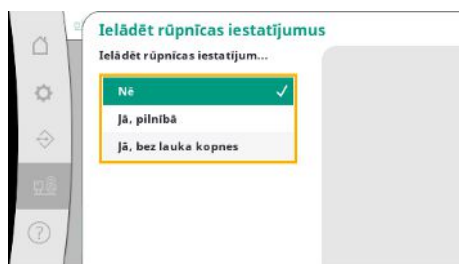 Ielādēt rūpnīcas iestatījumus
Ielādēt rūpnīcas iestatījum...
Nē
Jā, pilnībā
Jā, bez lauka kopnes